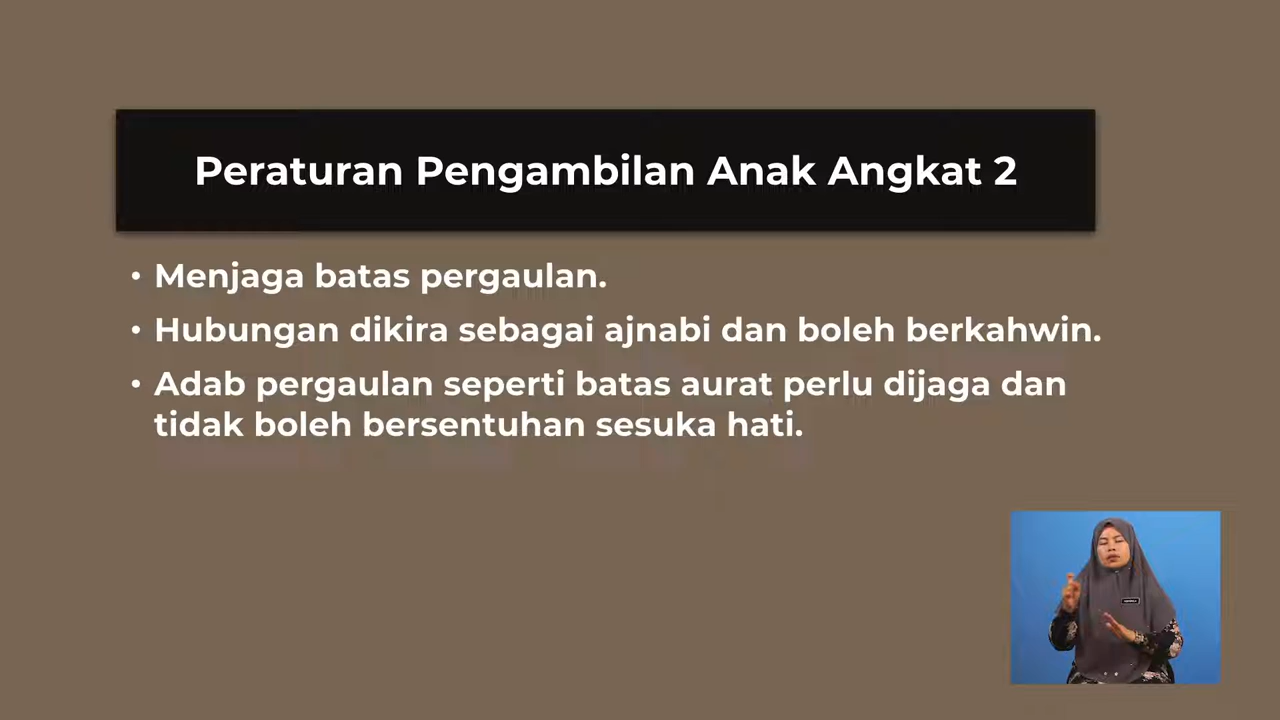 Peraturan Pengambilan Anak Angkat 2
• Menjaga batas pergaulan.
• Hubungan dikira sebagai ajnabi dan boleh berkahwin.
• Adab pergaulan seperti batas aurat perlu dijaga dan
tidak boleh bersentuhan sesuka hati.